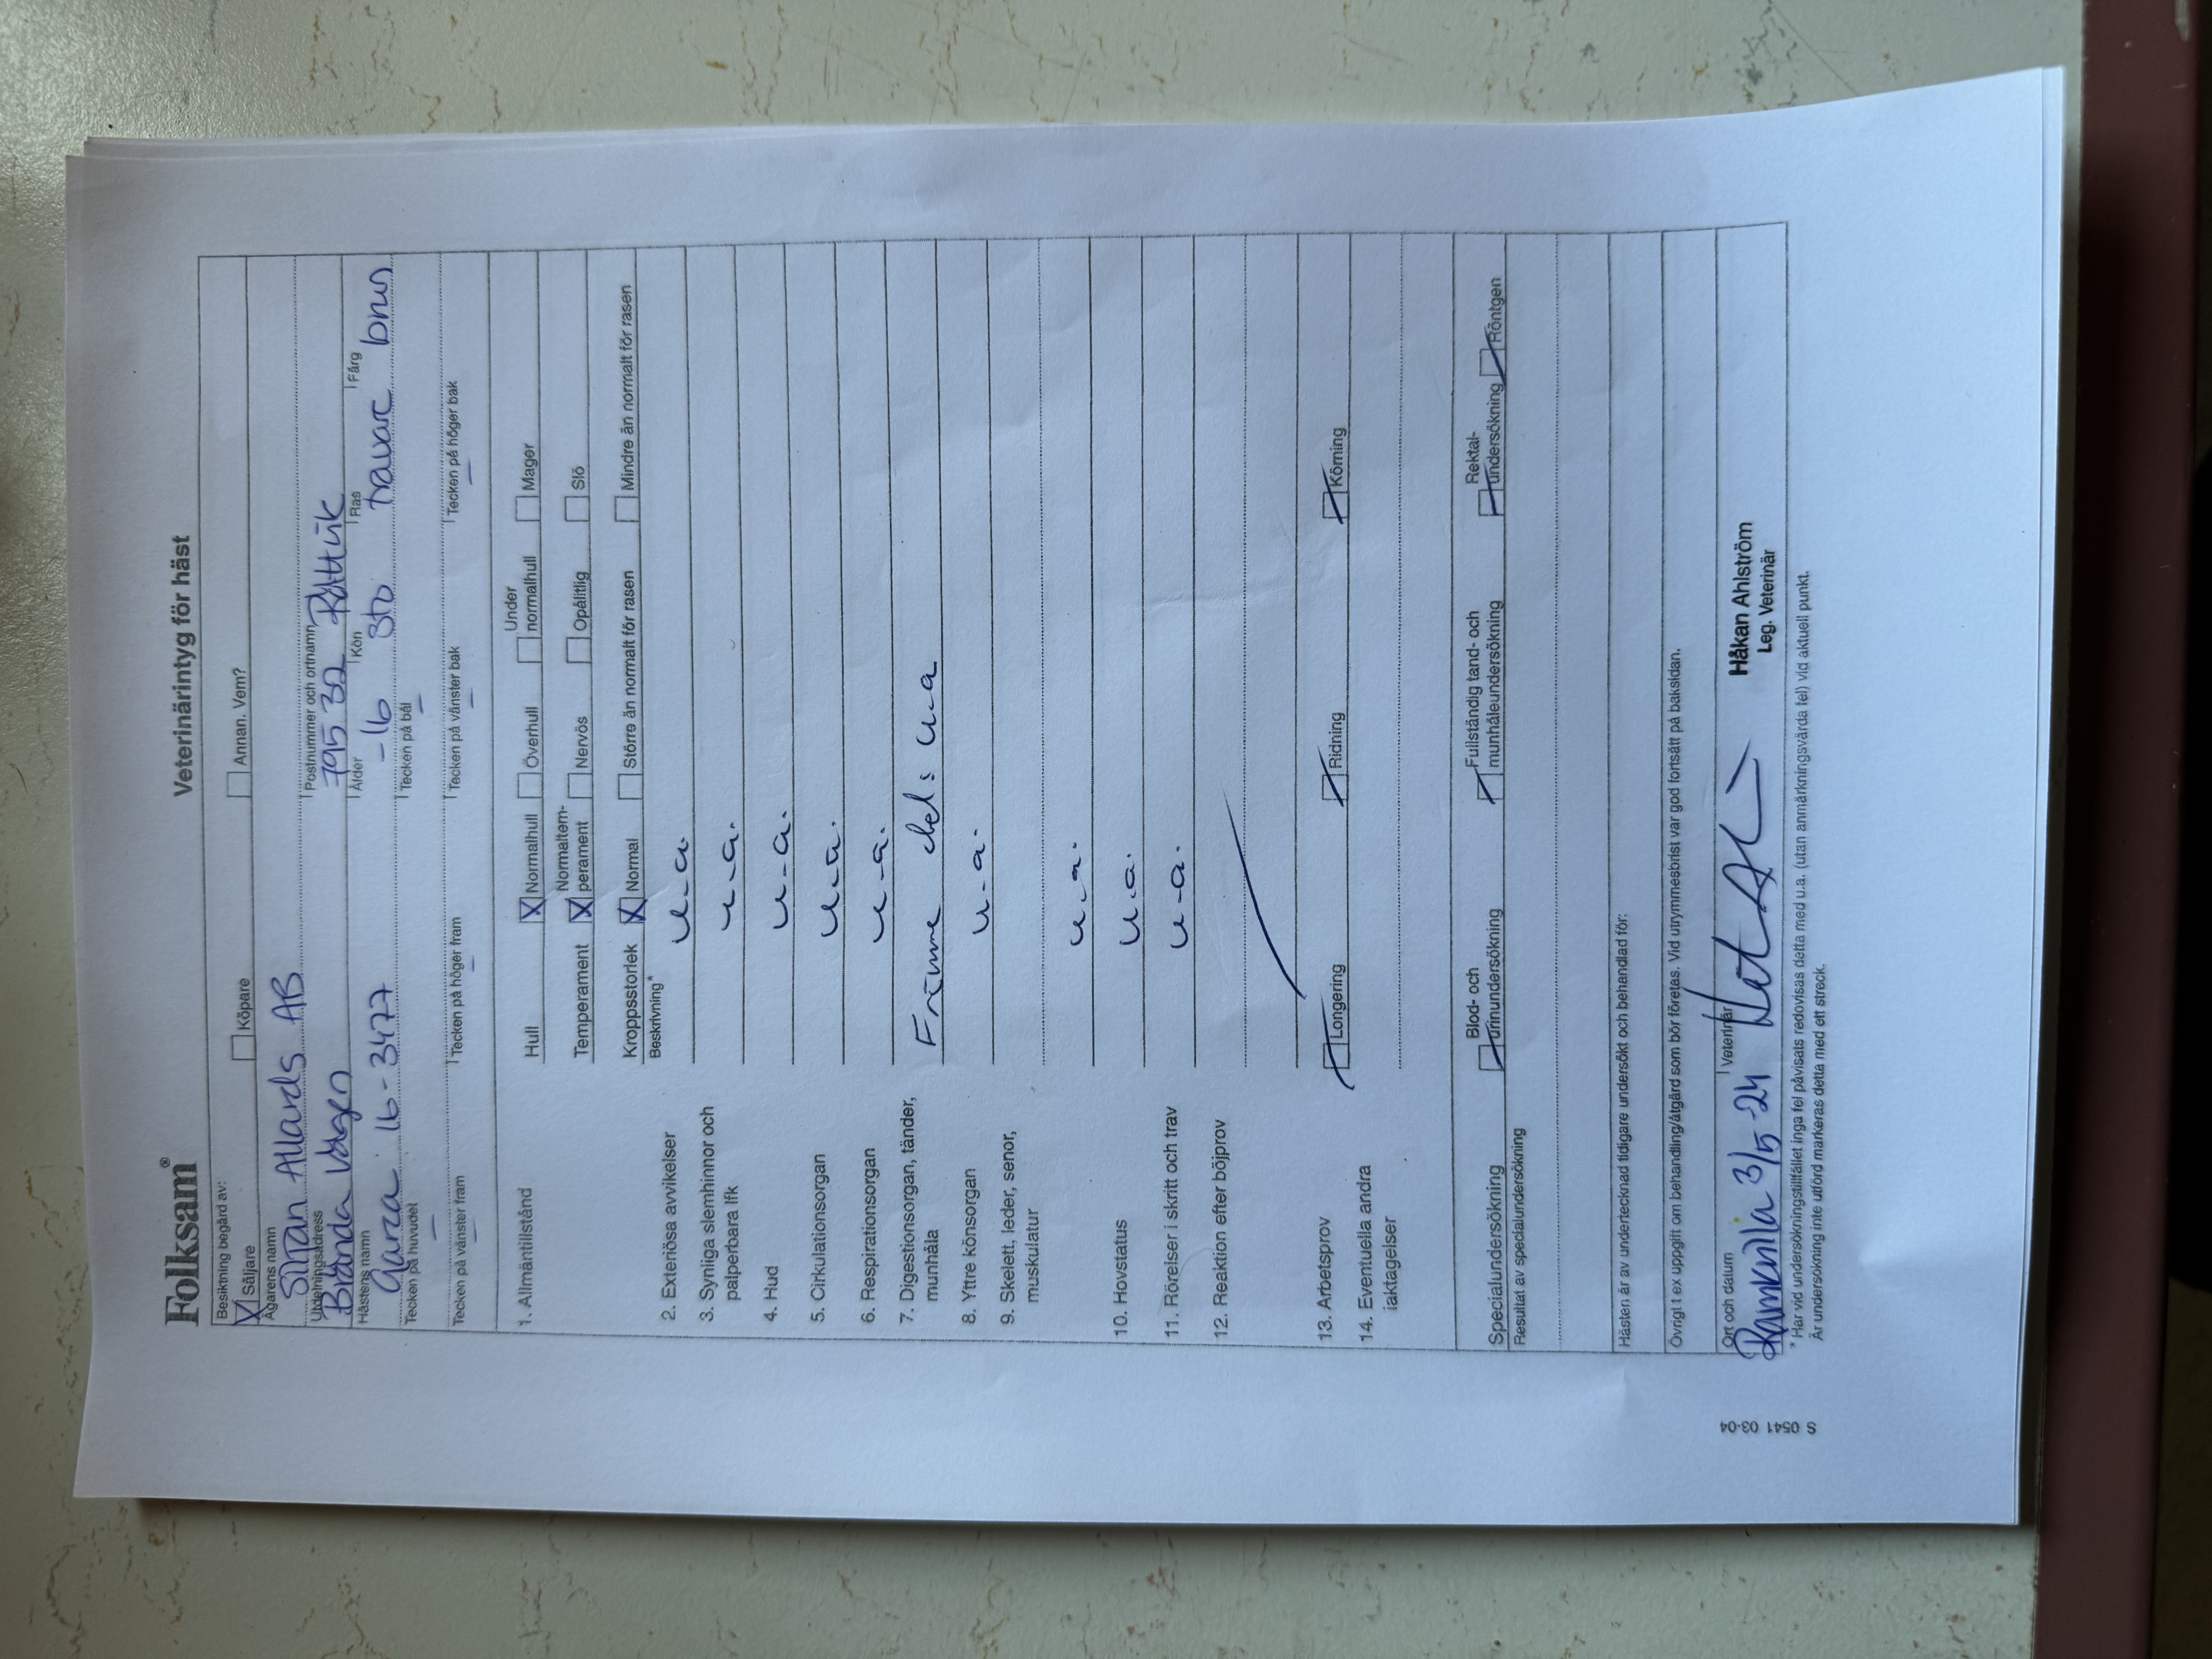 Folksam®
Veterinärintyg för häst
Besiktning begärd av:
X Säljare Köpare Annan. Vem?
Ägarens namn
Stefan Allards AB
Utdelningsadress Postnummer och ortnamn
Brända Vägen 795 32 Rättvik
Hästens namn Ålder Kön Ras Färg
16-3477 -16 Sto travare brun
Tecken på huvudet Tecken på bål
– –
Tecken på vänster fram Tecken på höger fram Tecken på vänster bak Tecken på höger bak
– – – –
1. Allmäntillstånd Hull X Normalhull Överhull Under normalhull Mager
Temperament X Normaltem-perament Nervös Opålitlig Slö
Kroppsstorlek X Normal Större än normalt för rasen Mindre än normalt för rasen
Beskrivning*
2. Exteriösa avvikelser u.a.
3. Synliga slemhinnor och
palperbara lfk u.a.
4. Hud u.a.
5. Cirkulationsorgan u.a.
6. Respirationsorgan u.a.
7. Digestionsorgan, tänder,
munhåla Främre dels u.a
8. Yttre könsorgan u.a.
9. Skelett, leder, senor,
muskulatur u.a.
10. Hovstatus u.a.
11. Rörelser i skritt och trav u.a.
12. Reaktion efter böjprov
13. Arbetsprov Longering Ridning Körning
14. Eventuella andra
iakttagelser
Specialundersökning Blod- och urinundersökning Fullständig tand- och munhåleundersökning Rektal-undersökning Röntgen
Resultat av specialundersökning
Hästen är av undertecknad tidigare undersökt och behandlad för:
Övrigt t ex uppgift om behandling/åtgärd som bör företas. Vid utrymmesbrist var god fortsätt på baksidan.
Ort och datum Veterinär
3/5-24 Håkan Ahlström
Leg. Veterinär
* Har vid undersökningstillfället inga fel påvisats redovisas detta med u.a. (utan anmärkningsvärda fel) vid aktuell punkt.
Är undersökning inte utförd markeras detta med ett streck.
S 0541 03-04